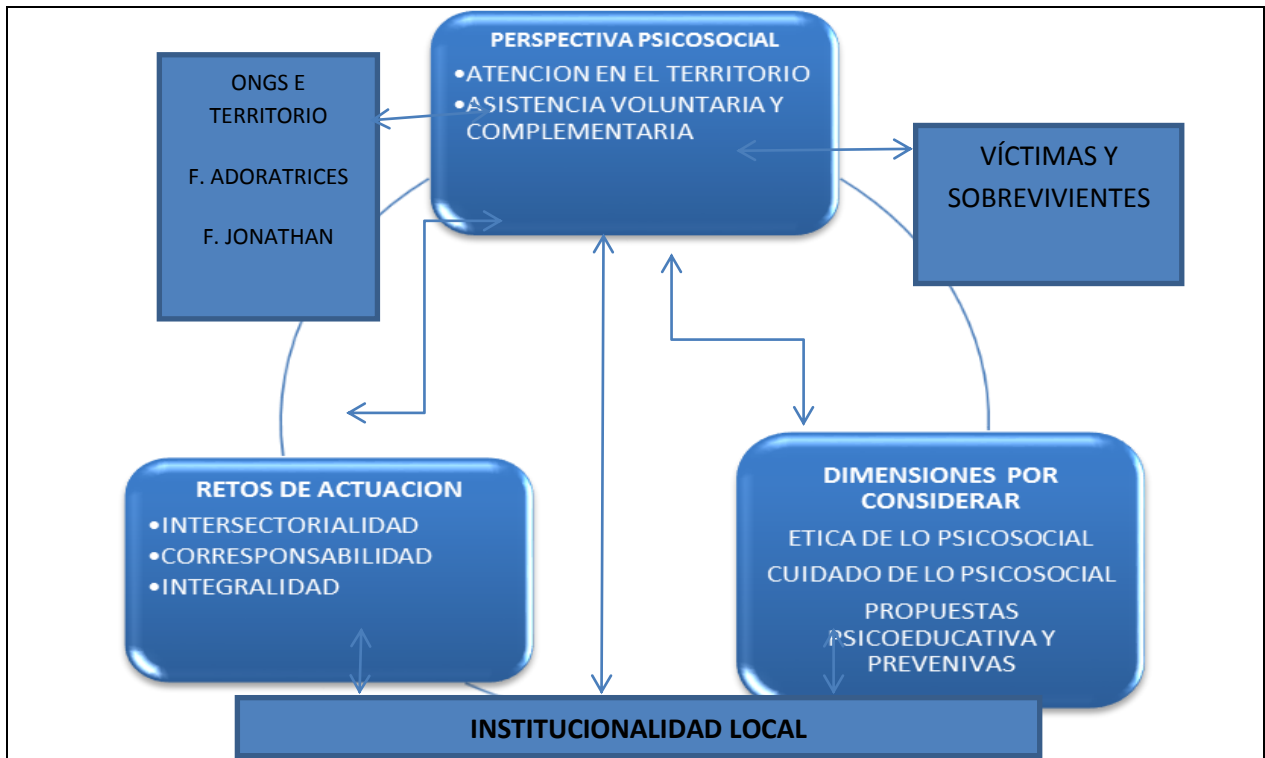 PERSPECTIVA PSICOSOCIAL
•ATENCION EN EL TERRITORIO
•ASISTENCIA VOLUNTARIA Y
COMPLEMENTARIA
ONGS E
TERRITORIO
F. ADORATRICES
F. JONATHAN
VÍCTIMAS Y
SOBREVIVIENTES
RETOS DE ACTUACION
•INTERSECTORIALIDAD
•CORRESPONSABILIDAD
•INTEGRALIDAD
DIMENSIONES POR
CONSIDERAR
ETICA DE LO PSICOSOCIAL
CUIDADO DE LO PSICOSOCIAL
PROPUESTAS
PSICOEDUCATIVA Y
PREVENIVAS
INSTITUCIONALIDAD LOCAL